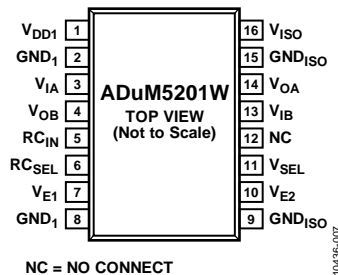 VDD1 1
GND1 2
VIA 3
VOB 4
RCIN 5
RCSEL 6
VE1 7
GND1 8
ADuM5201W
TOP VIEW
(Not to Scale)
16 VISO
15 GNDISO
14 VOA
13 VIB
12 NC
11 VSEL
10 VE2
9 GNDISO
NC = NO CONNECT
10436-007